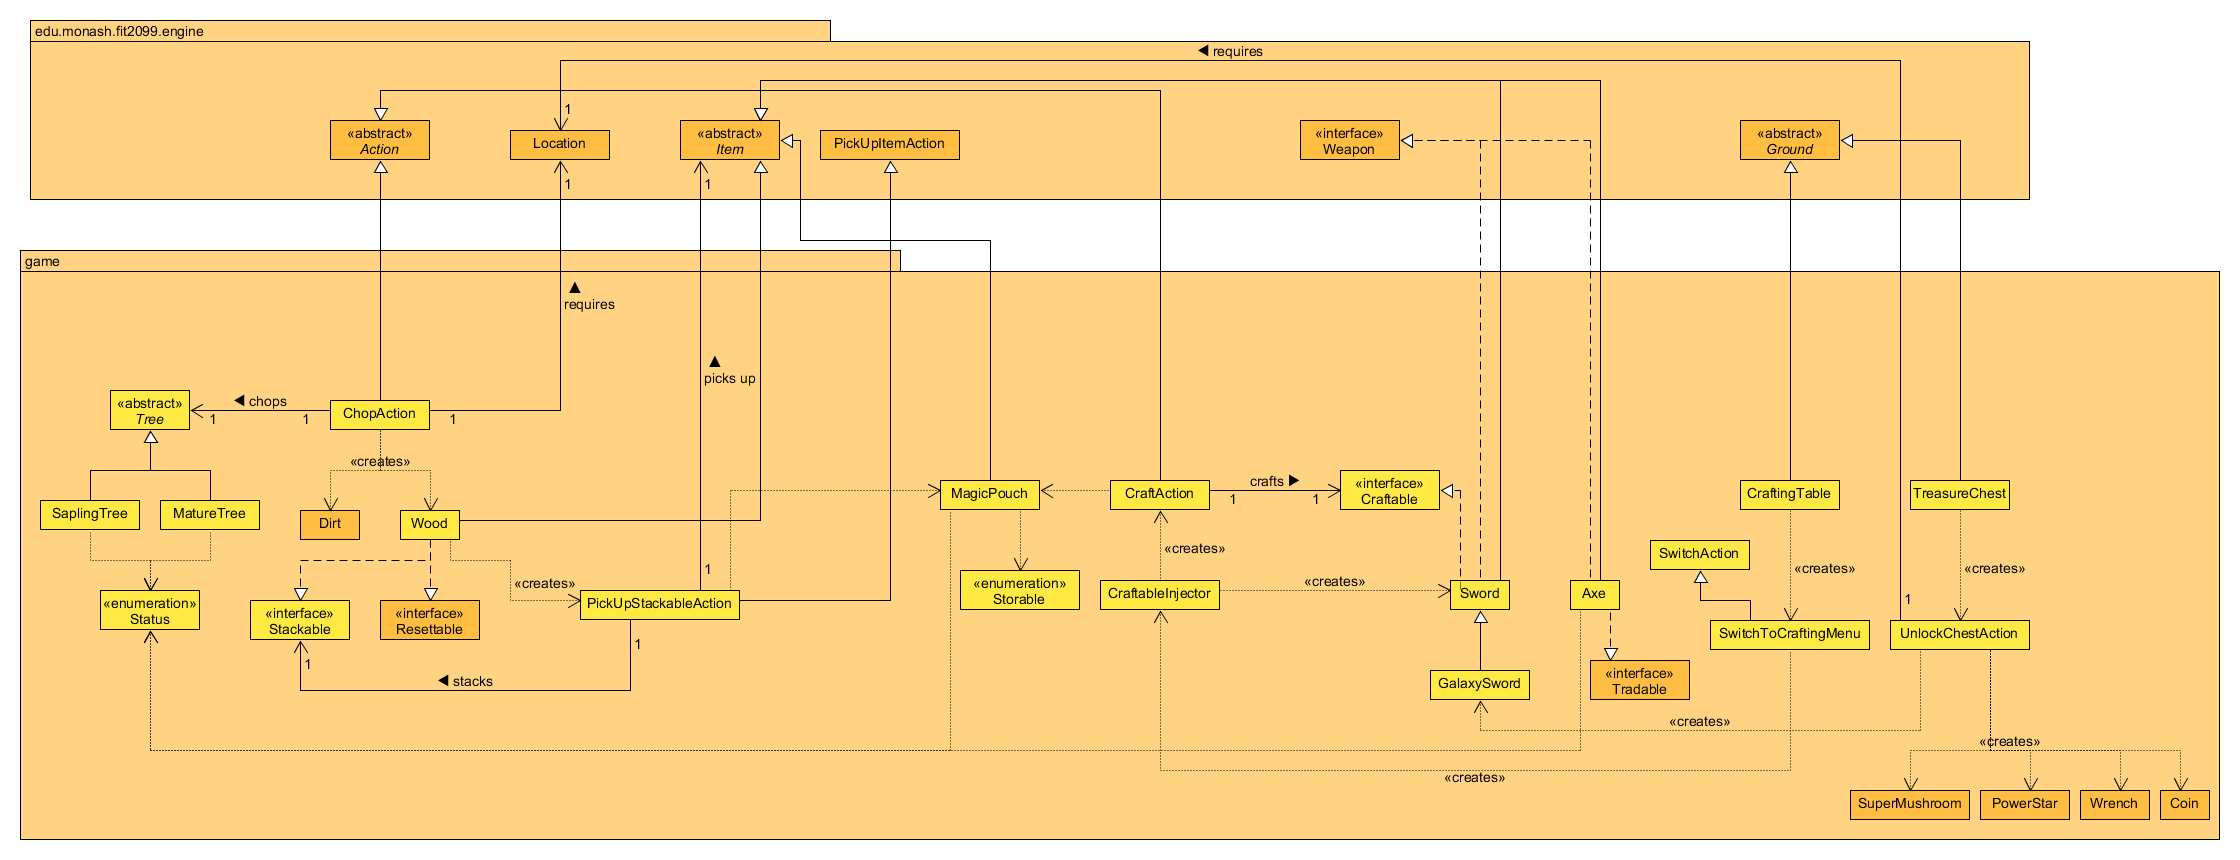 edu.monash.fit2099.engine
◀ requires
1
«abstract»
Action
Location
«abstract»
Item
PickUpItemAction
«interface»
Weapon
«abstract»
Ground
1
1
game
▲
requires
▲
picks up
«abstract»
Tree
◀ chops
1
1
ChopAction
1
«creates»
SaplingTree
MatureTree
Dirt
Wood
MagicPouch
CraftAction
crafts ▶
1
1
«interface»
Craftable
CraftingTable
TreasureChest
«creates»
SwitchAction
«creates»
«creates»
«enumeration»
Status
«interface»
Stackable
«interface»
Resettable
«creates»
1
PickUpStackableAction
«enumeration»
Storable
CraftableInjector
«creates»
Sword
Axe
1
SwitchToCraftingMenu
UnlockChestAction
1
1
◀ stacks
GalaxySword
«interface»
Tradable
«creates»
«creates»
«creates»
SuperMushroom
PowerStar
Wrench
Coin